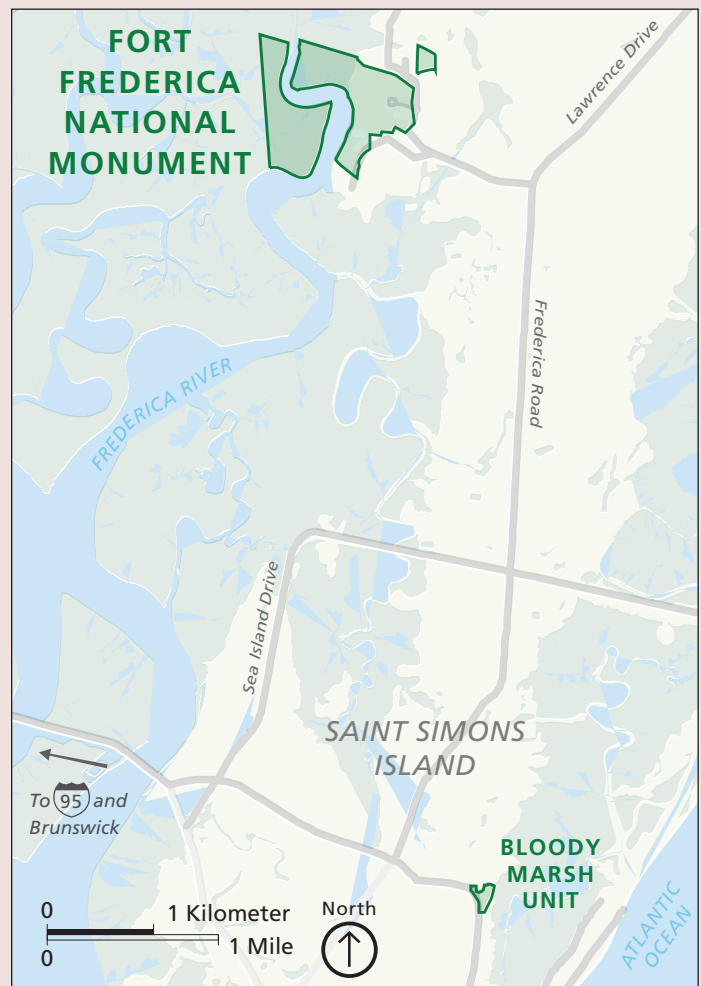 FORT
FREDERICA
NATIONAL
MONUMENT
Lawrence Drive
Frederica Road
FREDERICA RIVER
Sea Island Drive
SAINT SIMONS
ISLAND
To 95 and
Brunswick
BLOODY
MARSH
UNIT
ATLANTIC
OCEAN
0 1 Kilometer
0 1 Mile
North